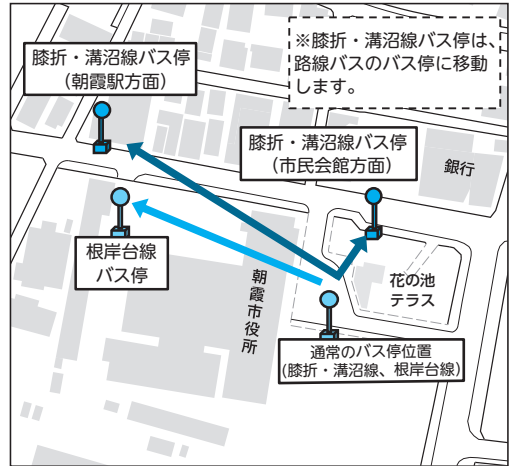 膝折・溝沼線バス停
（朝霞駅方面）
※膝折・溝沼線バス停は、
路線バスのバス停に移動
します。
膝折・溝沼線バス停
（市民会館方面）
銀行
根岸台線
バス停
朝霞市役所
花の池
テラス
通常のバス停位置
（膝折・溝沼線、根岸台線）